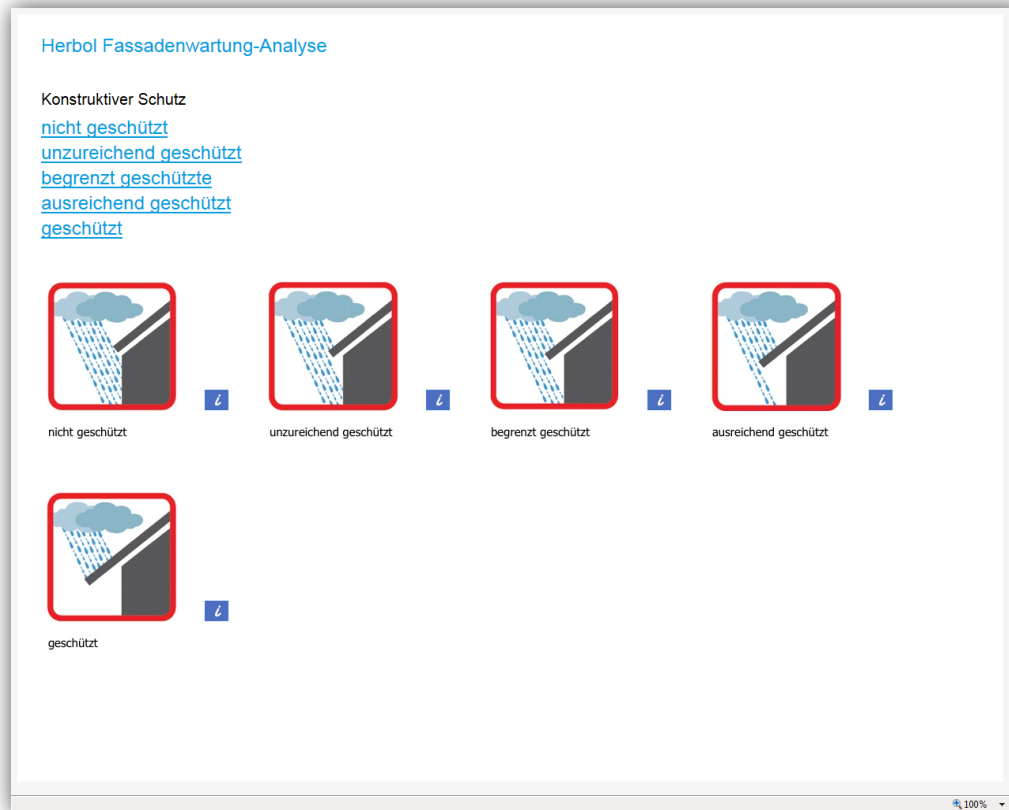 Herbol Fassadenwartung-Analyse
Konstruktiver Schutz
nicht geschützt
unzureichend geschützt
begrenzt geschützte
ausreichend geschützt
geschützt
i i i i
nicht geschützt unzureichend geschützt begrenzt geschützt ausreichend geschützt
i
geschützt
100%